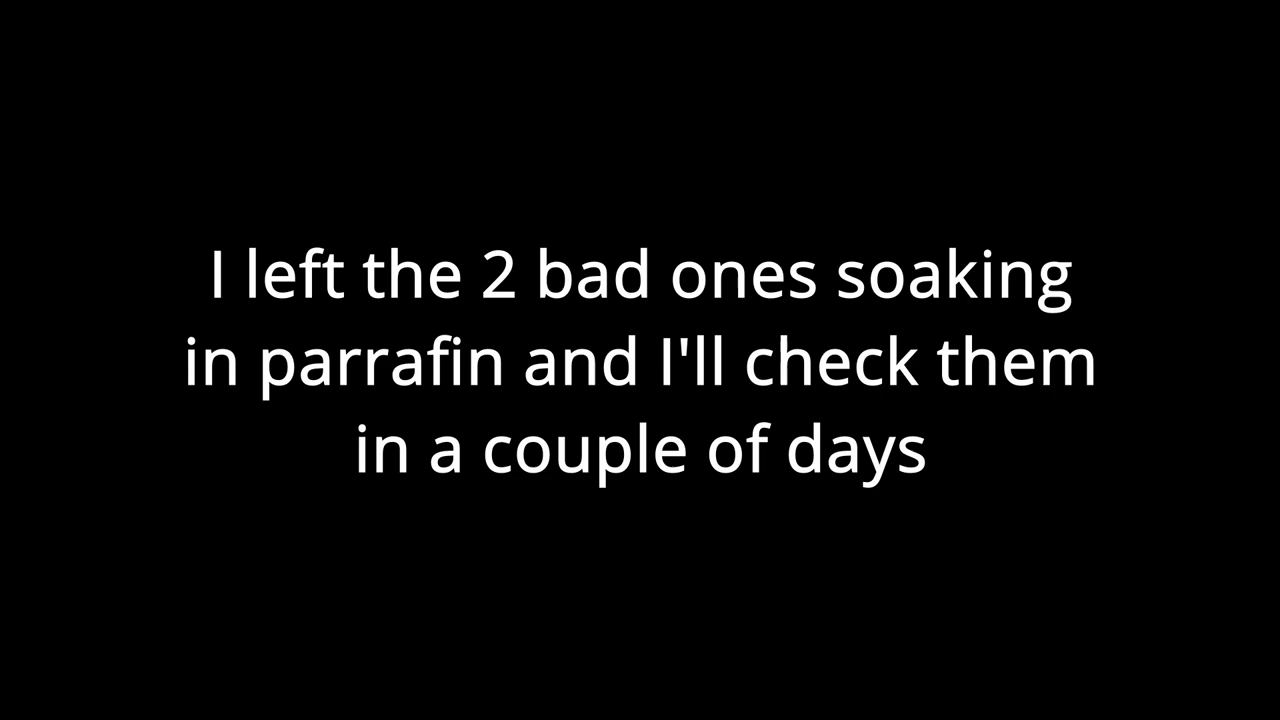 I left the 2 bad ones soaking
in parrafin and I'll check them
in a couple of days